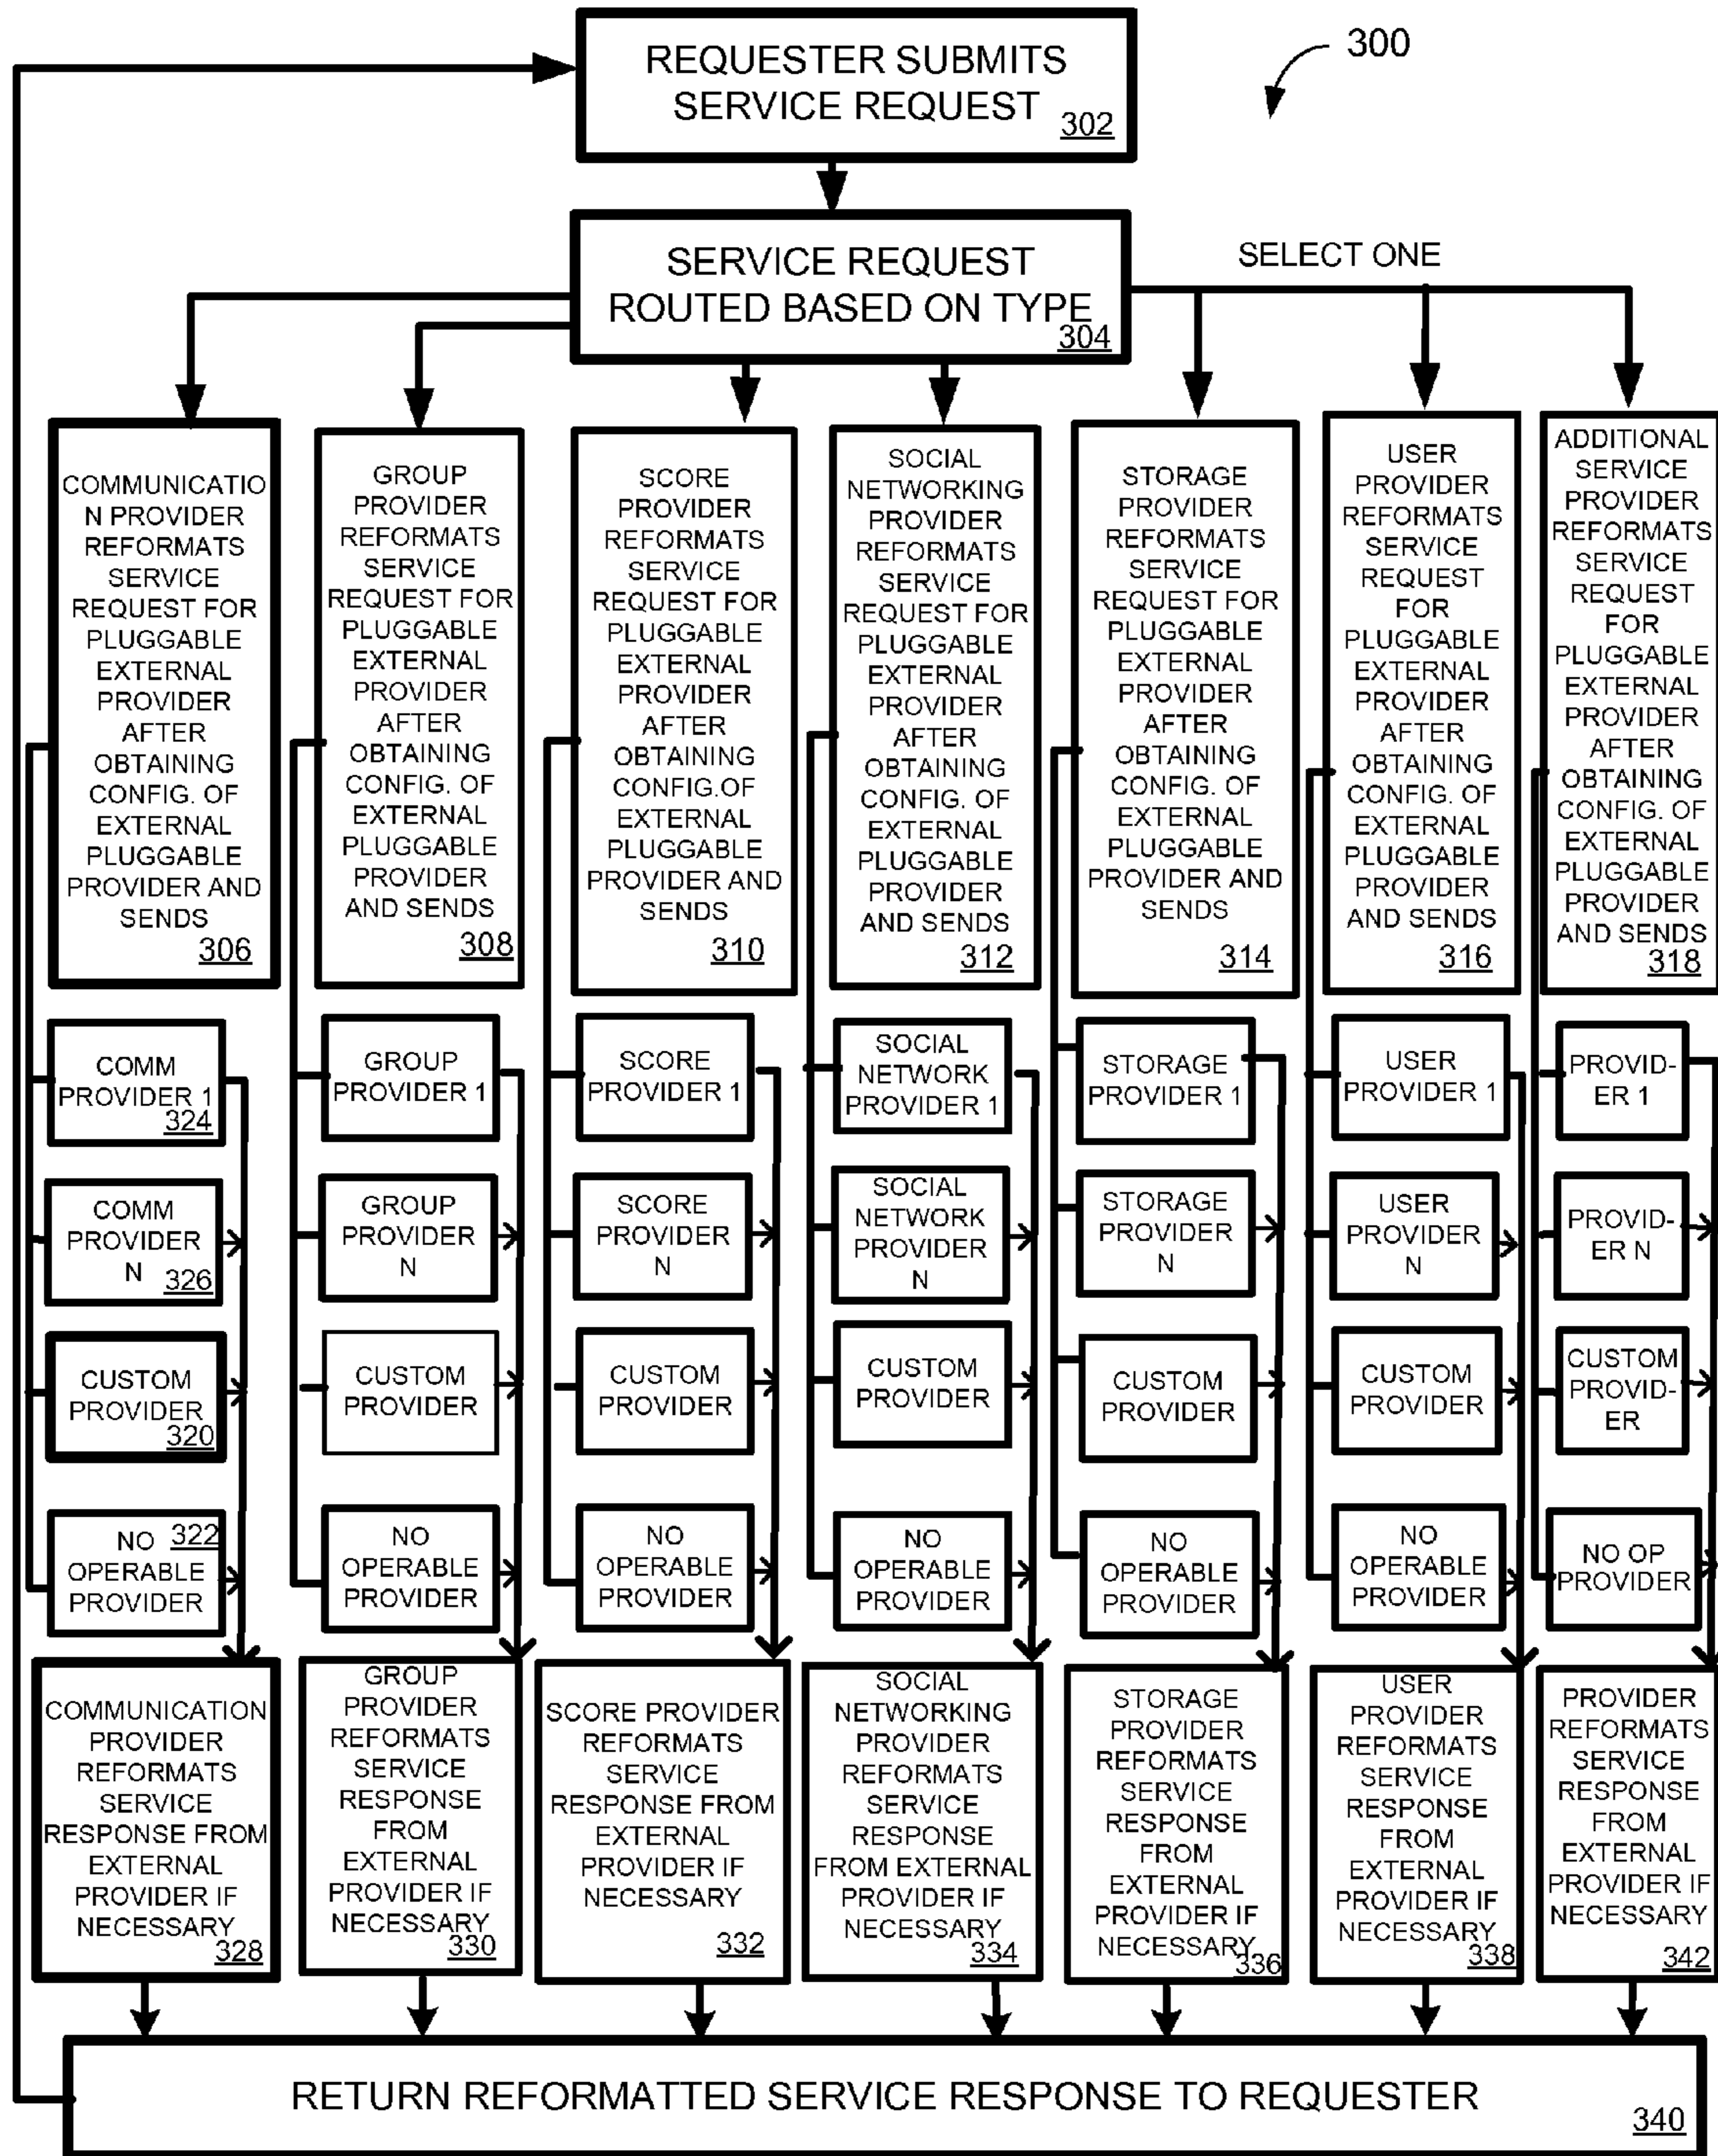 300
REQUESTER SUBMITS
SERVICE REQUEST
302
SERVICE REQUEST
ROUTED BASED ON TYPE
304
SELECT ONE
COMMUNICATIO
N PROVIDER
REFORMATS
SERVICE
REQUEST FOR
PLUGGABLE
EXTERNAL
PROVIDER
AFTER
OBTAINING
CONFIG. OF
EXTERNAL
PLUGGABLE
PROVIDER AND
SENDS
306
GROUP
PROVIDER
REFORMATS
SERVICE
REQUEST FOR
PLUGGABLE
EXTERNAL
PROVIDER
AFTER
OBTAINING
CONFIG. OF
EXTERNAL
PLUGGABLE
PROVIDER
AND SENDS
308
SCORE
PROVIDER
REFORMATS
SERVICE
REQUEST FOR
PLUGGABLE
EXTERNAL
PROVIDER
AFTER
OBTAINING
CONFIG.OF
EXTERNAL
PLUGGABLE
PROVIDER AND
SENDS
310
SOCIAL
NETWORKING
PROVIDER
REFORMATS
SERVICE
REQUEST FOR
PLUGGABLE
EXTERNAL
PROVIDER
AFTER
OBTAINING
CONFIG. OF
EXTERNAL
PLUGGABLE
PROVIDER
AND SENDS
312
STORAGE
PROVIDER
REFORMATS
SERVICE
REQUEST FOR
PLUGGABLE
EXTERNAL
PROVIDER
AFTER
OBTAINING
CONFIG. OF
EXTERNAL
PLUGGABLE
PROVIDER AND
SENDS
314
USER
PROVIDER
REFORMATS
SERVICE
REQUEST
FOR
PLUGGABLE
EXTERNAL
PROVIDER
AFTER
OBTAINING
CONFIG. OF
EXTERNAL
PLUGGABLE
PROVIDER
AND SENDS
316
ADDITIONAL
SERVICE
PROVIDER
REFORMATS
SERVICE
REQUEST
FOR
PLUGGABLE
EXTERNAL
PROVIDER
AFTER
OBTAINING
CONFIG. OF
EXTERNAL
PLUGGABLE
PROVIDER
AND SENDS
318
COMM
PROVIDER 1
324
GROUP
PROVIDER 1
SCORE
PROVIDER 1
SOCIAL
NETWORK
PROVIDER 1
STORAGE
PROVIDER 1
USER
PROVIDER 1
PROVID-
ER 1
COMM
PROVIDER
N
326
GROUP
PROVIDER
N
SCORE
PROVIDER
N
SOCIAL
NETWORK
PROVIDER
N
STORAGE
PROVIDER
N
USER
PROVIDER
N
PROVID-
ER N
CUSTOM
PROVIDER
320
CUSTOM
PROVIDER
CUSTOM
PROVIDER
CUSTOM
PROVIDER
CUSTOM
PROVIDER
CUSTOM
PROVIDER
CUSTOM
PROVID-
ER
322
NO
OPERABLE
PROVIDER
NO
OPERABLE
PROVIDER
NO
OPERABLE
PROVIDER
NO
OPERABLE
PROVIDER
NO
OPERABLE
PROVIDER
NO
OPERABLE
PROVIDER
NO OP
PROVIDER
COMMUNICATION
PROVIDER
REFORMATS
SERVICE
RESPONSE FROM
EXTERNAL
PROVIDER IF
NECESSARY
328
GROUP
PROVIDER
REFORMATS
SERVICE
RESPONSE
FROM
EXTERNAL
PROVIDER IF
NECESSARY
330
SCORE PROVIDER
REFORMATS
SERVICE
RESPONSE FROM
EXTERNAL
PROVIDER IF
NECESSARY
332
SOCIAL
NETWORKING
PROVIDER
REFORMATS
SERVICE
RESPONSE
FROM EXTERNAL
PROVIDER IF
NECESSARY
334
STORAGE
PROVIDER
REFORMATS
SERVICE
RESPONSE
FROM
EXTERNAL
PROVIDER IF
NECESSARY
336
USER
PROVIDER
REFORMATS
SERVICE
RESPONSE
FROM
EXTERNAL
PROVIDER IF
NECESSARY
338
PROVIDER
REFORMATS
SERVICE
RESPONSE
FROM
EXTERNAL
PROVIDER IF
NECESSARY
342
RETURN REFORMATTED SERVICE RESPONSE TO REQUESTER
340